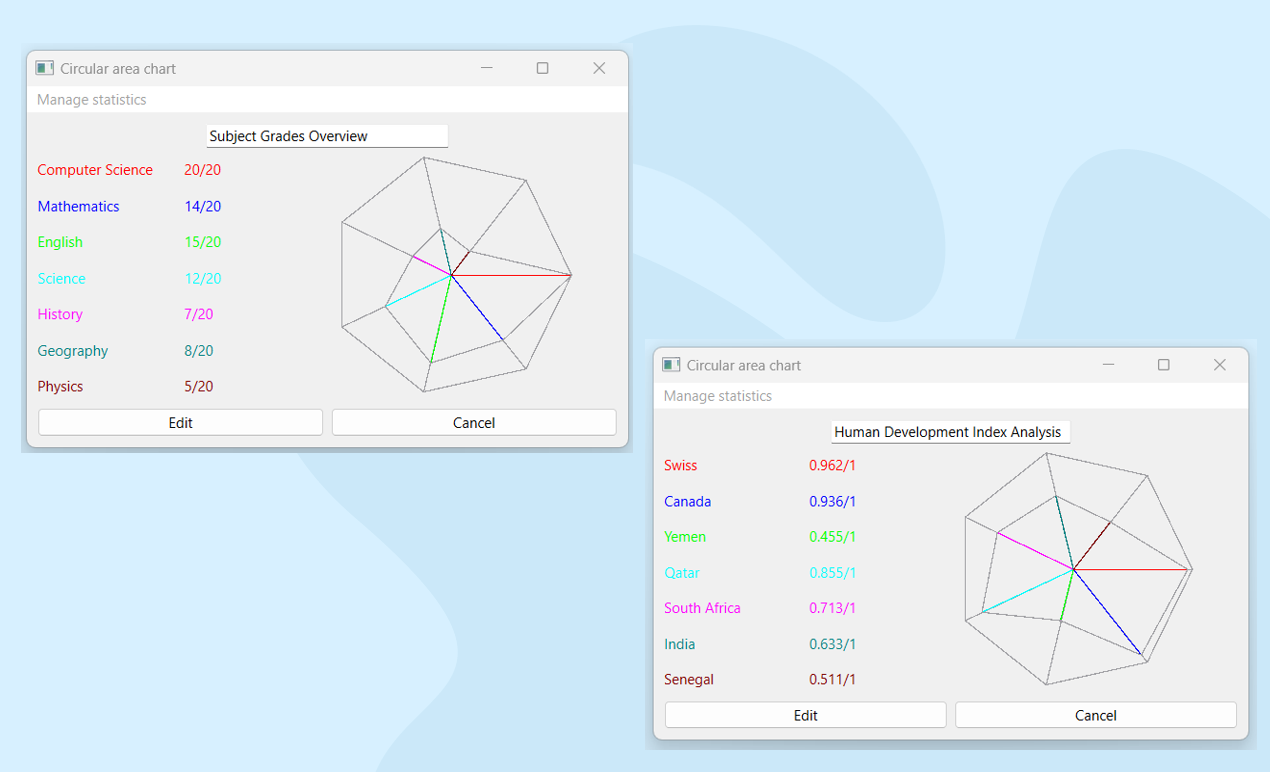 Circular area chart
Manage statistics
Subject Grades Overview
Computer Science 20/20
Mathematics 14/20
English 15/20
Science 12/20
History 7/20
Geography 8/20
Physics 5/20
Edit Cancel
Circular area chart
Manage statistics
Human Development Index Analysis
Swiss 0.962/1
Canada 0.936/1
Yemen 0.455/1
Qatar 0.855/1
South Africa 0.713/1
India 0.633/1
Senegal 0.511/1
Edit Cancel